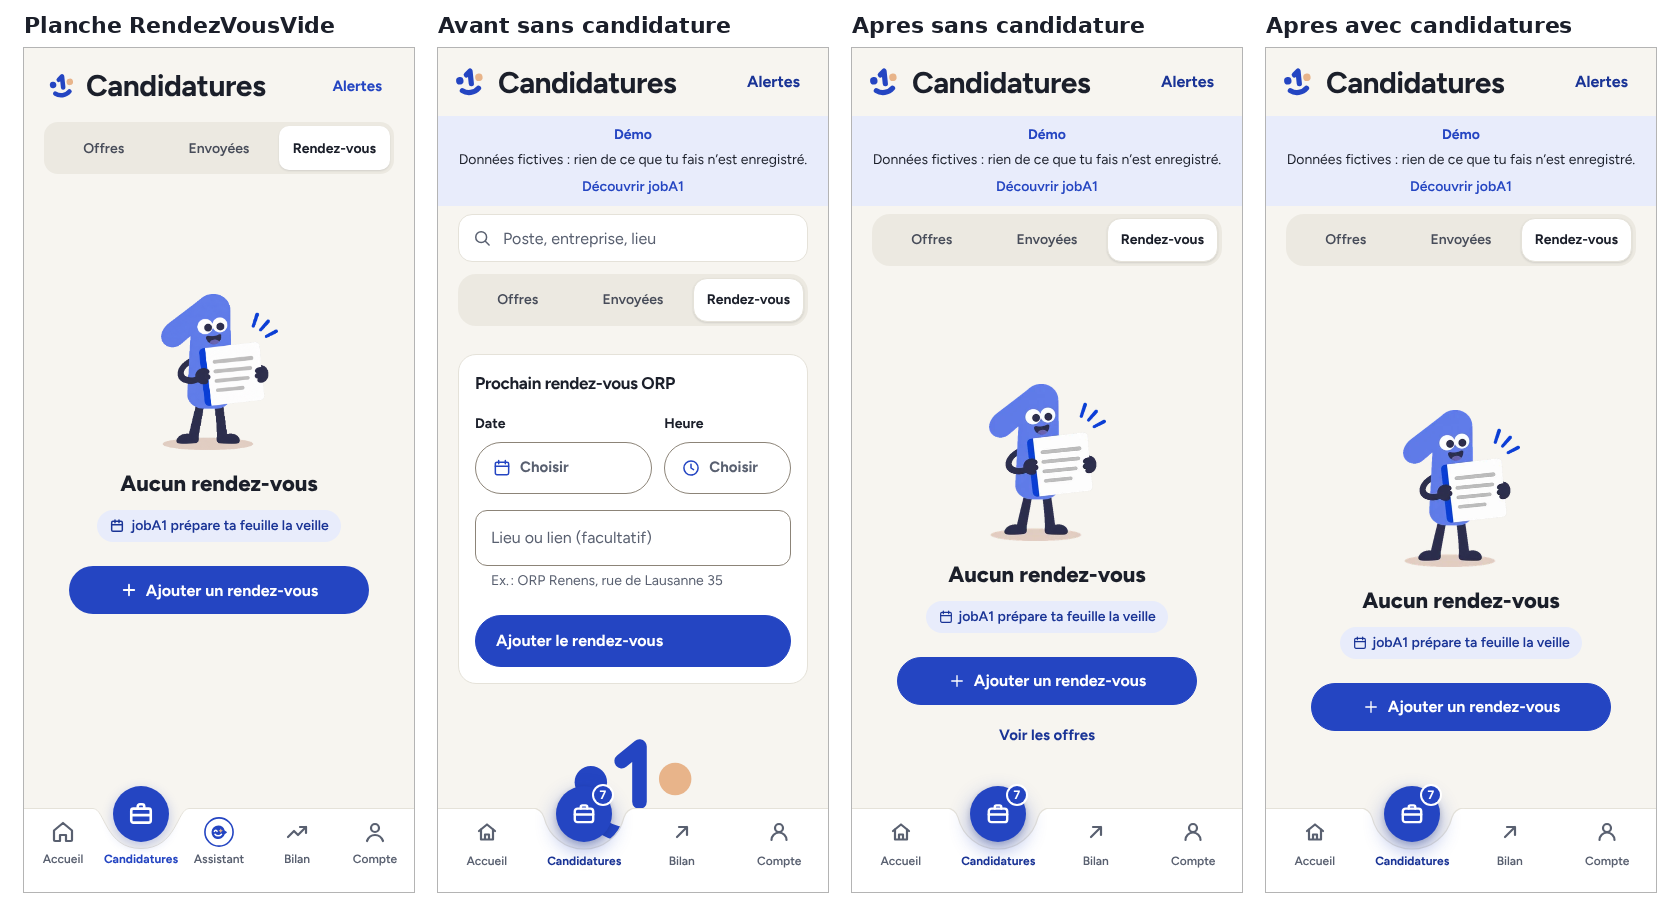 Planche RendezVousVide
Candidatures
Alertes
Offres
Envoyées
Rendez-vous
Aucun rendez-vous
jobA1 prépare ta feuille la veille
Ajouter un rendez-vous
Accueil
Candidatures
Assistant
Bilan
Compte
Avant sans candidature
Candidatures
Alertes
Démo
Données fictives : rien de ce que tu fais n’est enregistré.
Découvrir jobA1
Poste, entreprise, lieu
Offres
Envoyées
Rendez-vous
Prochain rendez-vous ORP
Date
Heure
Choisir
Choisir
Lieu ou lien (facultatif)
Ex. : ORP Renens, rue de Lausanne 35
Ajouter le rendez-vous
7
Accueil
Candidatures
Bilan
Compte
Apres sans candidature
Candidatures
Alertes
Démo
Données fictives : rien de ce que tu fais n’est enregistré.
Découvrir jobA1
Offres
Envoyées
Rendez-vous
Aucun rendez-vous
jobA1 prépare ta feuille la veille
Ajouter un rendez-vous
Voir les offres
7
Accueil
Candidatures
Bilan
Compte
Apres avec candidatures
Candidatures
Alertes
Démo
Données fictives : rien de ce que tu fais n’est enregistré.
Découvrir jobA1
Offres
Envoyées
Rendez-vous
Aucun rendez-vous
jobA1 prépare ta feuille la veille
Ajouter un rendez-vous
7
Accueil
Candidatures
Bilan
Compte